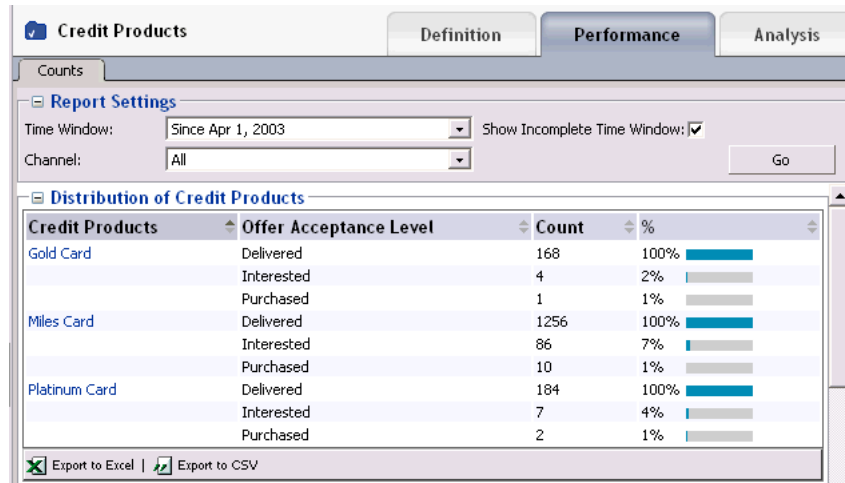 Credit Products Definition Performance Analysis
Counts
Report Settings
Time Window: Since Apr 1, 2003 Show Incomplete Time Window:
Channel: All Go
Distribution of Credit Products
Credit Products Offer Acceptance Level Count %
Gold Card Delivered 168 100%
Interested 4 2%
Purchased 1 1%
Miles Card Delivered 1256 100%
Interested 86 7%
Purchased 10 1%
Platinum Card Delivered 184 100%
Interested 7 4%
Purchased 2 1%
Export to Excel | Export to CSV